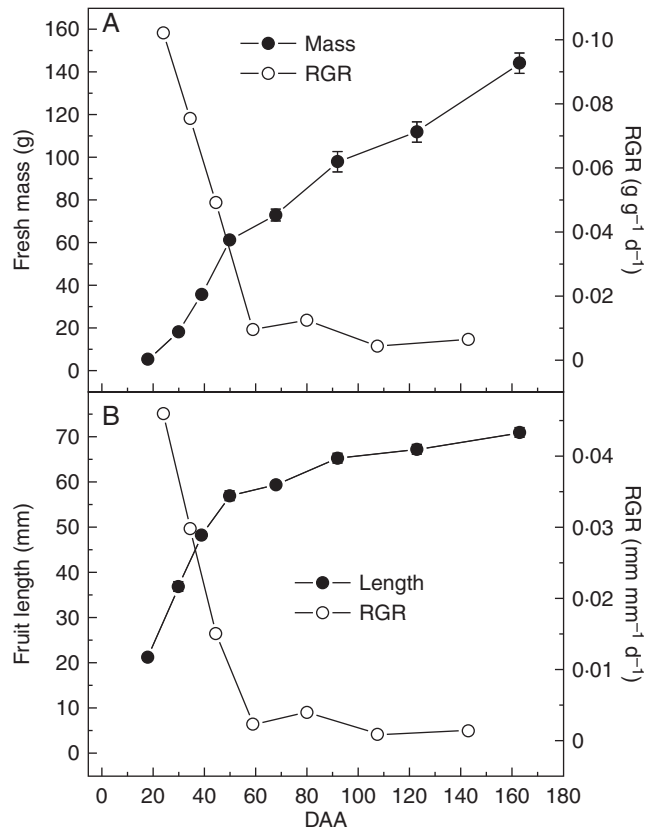 A
Mass
RGR
160
140
120
100
80
60
40
20
0
Fresh mass (g)
0·10
0·08
0·06
0·04
0·02
0
RGR (g g⁻¹ d⁻¹)
B
Length
RGR
70
60
50
40
30
20
10
0
Fruit length (mm)
0·04
0·03
0·02
0·01
0
RGR (mm mm⁻¹ d⁻¹)
0 20 40 60 80 100 120 140 160 180
DAA